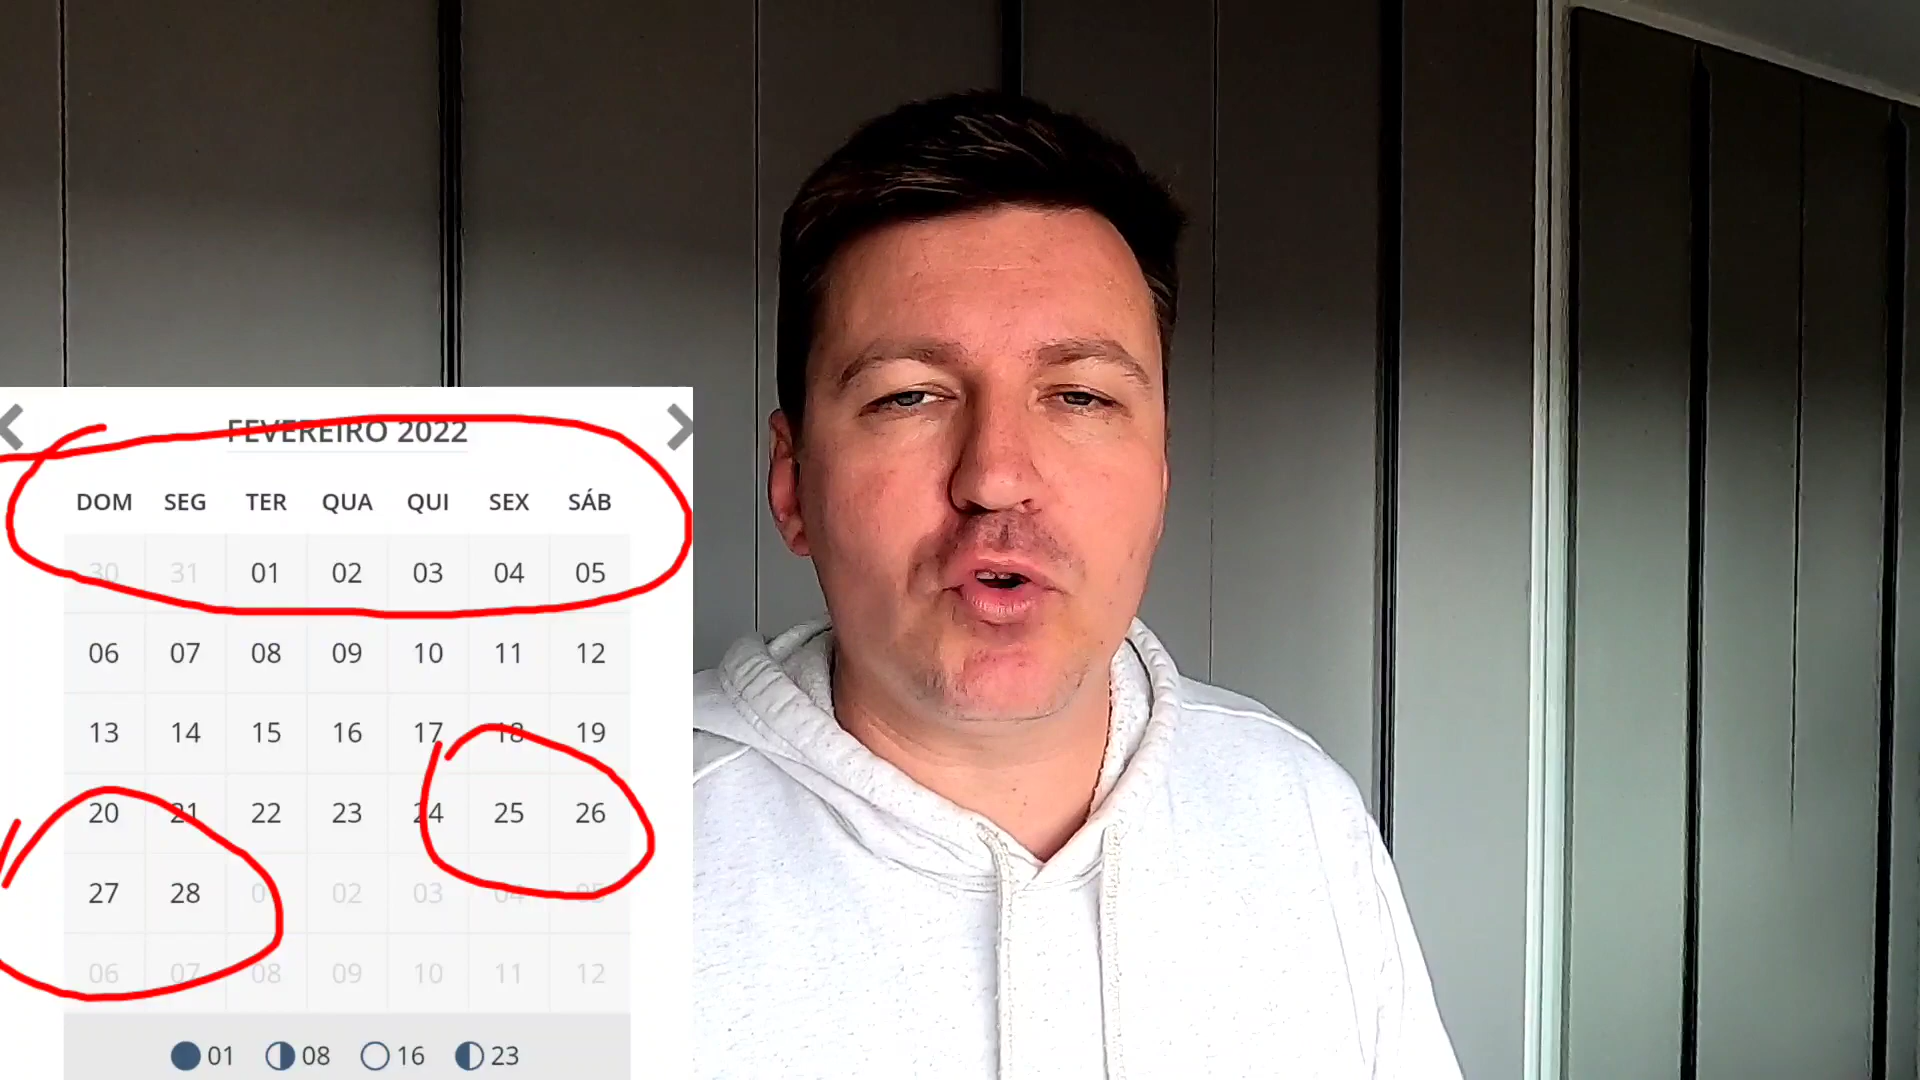 FEVEREIRO 2022
DOM SEG TER QUA QUI SEX SÁB
30 31 01 02 03 04 05
06 07 08 09 10 11 12
13 14 15 16 17 18 19
20 21 22 23 24 25 26
27 28 01 02 03 04 05
06 07 08 09 10 11 12
01 08 16 23